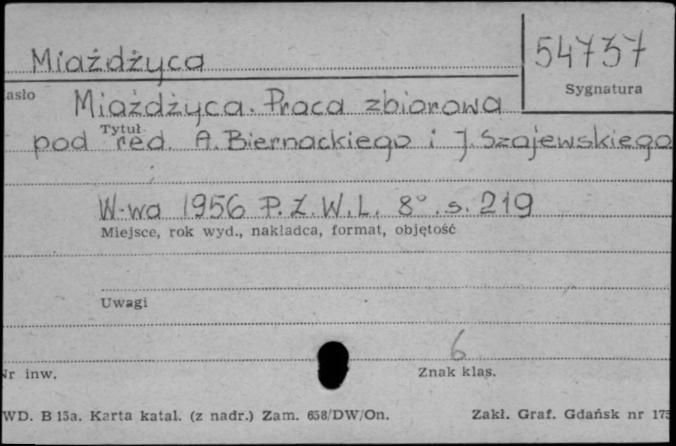 Miażdżyca
54737
Sygnatura
asło
Miażdżyca. Praca zbiorowa
Tytuł
pod red. A. Biernackiego i J. Szajewskiego
W-wa 1956 P.Z.W.L. 8°. s. 219
Miejsce, rok wyd., nakładca, format, objętość
Uwagi
6
Nr inw.
Znak klas.
WD. B 15a. Karta katal. (z nadr.) Zam. 658/DW/On.
Zakł. Graf. Gdańsk nr 175